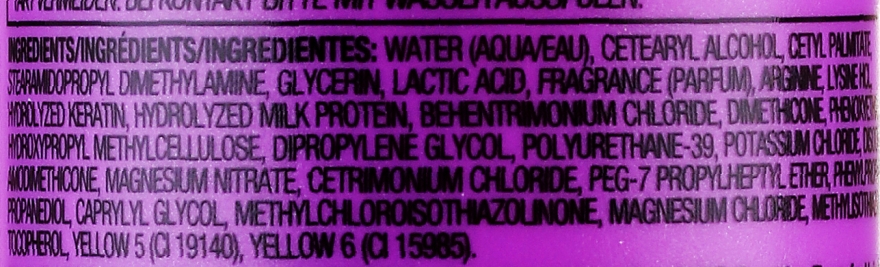 BITTE MIT WASSER AUSSPÜLEN.
INGREDIENTS/INGRÉDIENTS/INGREDIENTES: WATER (AQUA/EAU), CETEARYL ALCOHOL, CETYL PALMITATE,
STEARAMIDOPROPYL DIMETHYLAMINE, GLYCERIN, LACTIC ACID, FRAGRANCE (PARFUM), ARGININE, LYSINE HCL,
HYDROLYZED KERATIN, HYDROLYZED MILK PROTEIN, BEHENTRIMONIUM CHLORIDE, DIMETHICONE,
HYDROXYPROPYL METHYLCELLULOSE, DIPROPYLENE GLYCOL, POLYURETHANE-39, POTASSIUM CHLORIDE,
AMODIMETHICONE, MAGNESIUM NITRATE, CETRIMONIUM CHLORIDE, PEG-7 PROPYLHEPTYL ETHER,
PROPANEDIOL, CAPRYLYL GLYCOL, METHYLCHLOROISOTHIAZOLINONE, MAGNESIUM CHLORIDE,
TOCOPHEROL, YELLOW 5 (CI 19140), YELLOW 6 (CI 15985).